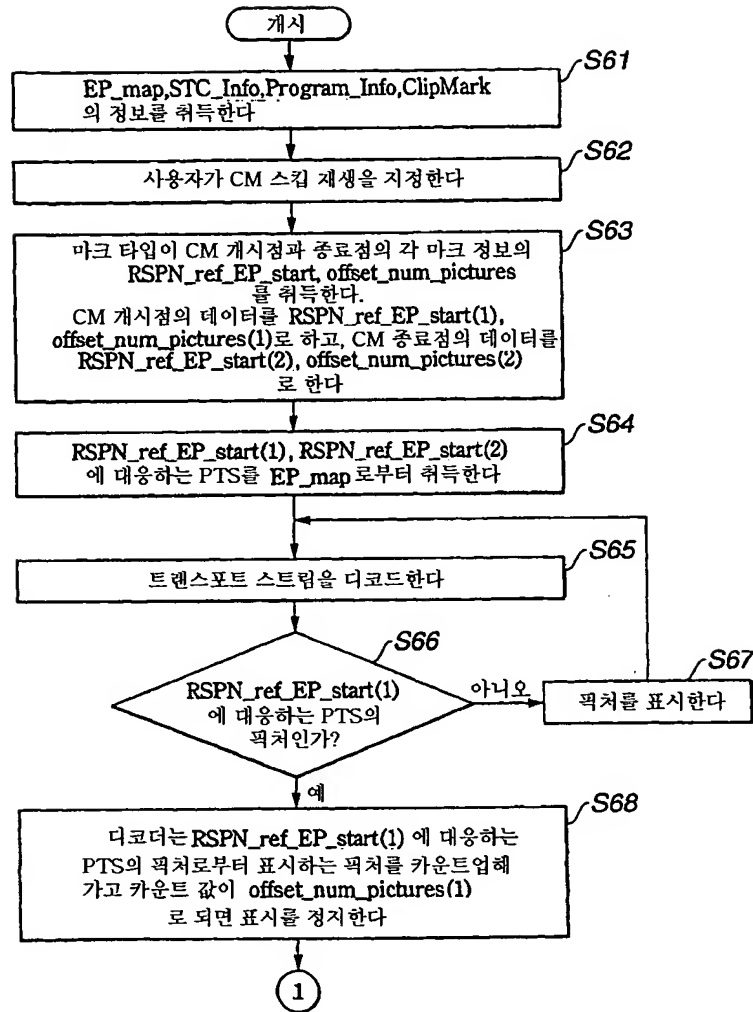 개시
S61
EP_map,STC_Info,Program_Info,ClipMark
의 정보를 취득한다
S62
사용자가 CM 스킵 재생을 지정한다
S63
마크 타입이 CM 개시점과 종료점의 각 마크 정보의
RSPN_ref_EP_start, offset_num_pictures
를 취득한다.
CM 개시점의 데이터를 RSPN_ref_EP_start(1),
offset_num_pictures(1)로 하고, CM 종료점의 데이터를
RSPN_ref_EP_start(2), offset_num_pictures(2)
로 한다
S64
RSPN_ref_EP_start(1), RSPN_ref_EP_start(2)
에 대응하는 PTS를 EP_map로부터 취득한다
S65
트랜스포트 스트림을 디코드한다
S66
RSPN_ref_EP_start(1)
에 대응하는 PTS의
픽처인가?
아니오
S67
픽처를 표시한다
예
S68
디코더는 RSPN_ref_EP_start(1) 에 대응하는
PTS의 픽처로부터 표시하는 픽처를 카운트업해
가고 카운트 값이 offset_num_pictures(1)
로 되면 표시를 정지한다
1